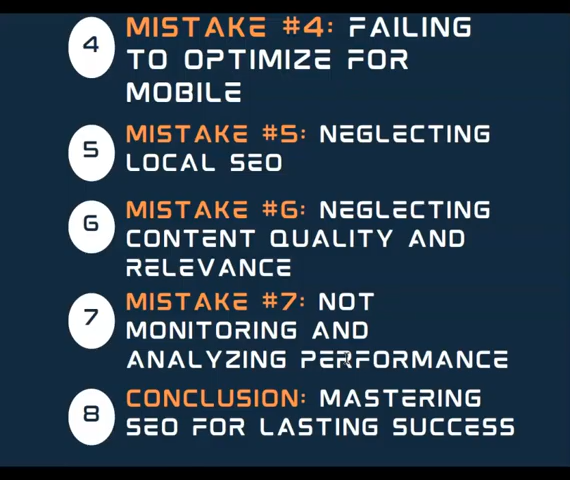 4
MISTAKE #4: FAILING
TO OPTIMIZE FOR
MOBILE
5
MISTAKE #5: NEGLECTING
LOCAL SEO
6
MISTAKE #6: NEGLECTING
CONTENT QUALITY AND
RELEVANCE
7
MISTAKE #7: NOT
MONITORING AND
ANALYZING PERFORMANCE
8
CONCLUSION: MASTERING
SEO FOR LASTING SUCCESS